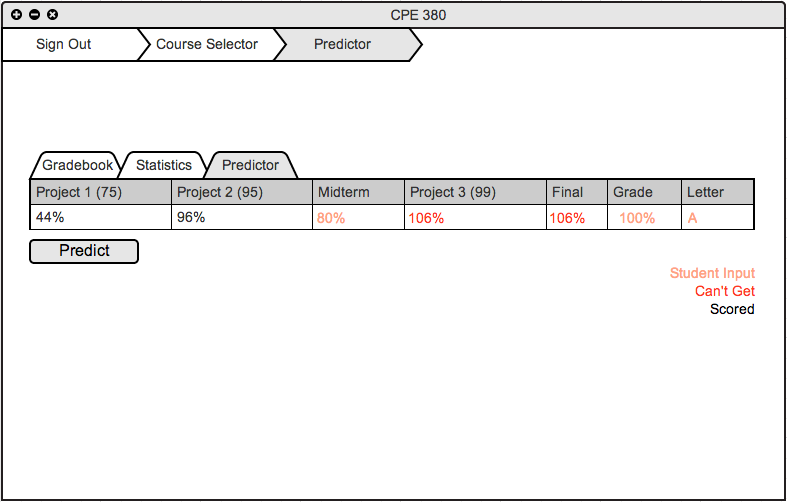 CPE 380
Sign Out Course Selector Predictor
Gradebook Statistics Predictor
Project 1 (75) Project 2 (95) Midterm Project 3 (99) Final Grade Letter
44% 96% 80% 106% 106% 100% A
Predict
Student Input
Can't Get
Scored